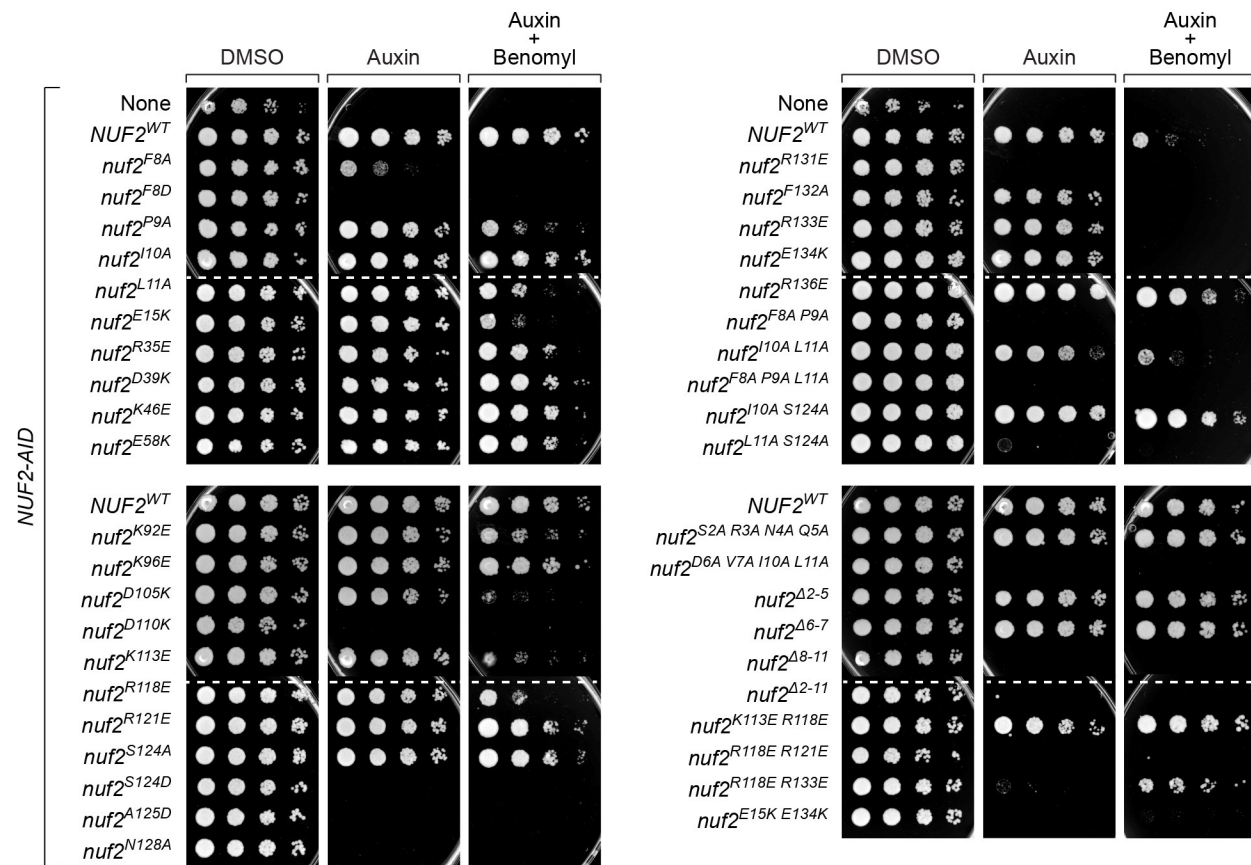 DMSO
Auxin
Auxin
+
Benomyl
NUF2-AID
None
NUF2WT
nuf2F8A
nuf2F8D
nuf2P9A
nuf2I10A
nuf2L11A
nuf2E15K
nuf2R35E
nuf2D39K
nuf2K46E
nuf2E58K
NUF2WT
nuf2K92E
nuf2K96E
nuf2D105K
nuf2D110K
nuf2K113E
nuf2R118E
nuf2R121E
nuf2S124A
nuf2S124D
nuf2A125D
nuf2N128A
DMSO
Auxin
Auxin
+
Benomyl
None
NUF2WT
nuf2R131E
nuf2F132A
nuf2R133E
nuf2E134K
nuf2R136E
nuf2F8A P9A
nuf2I10A L11A
nuf2F8A P9A L11A
nuf2I10A S124A
nuf2L11A S124A
NUF2WT
nuf2S2A R3A N4A Q5A
nuf2D6A V7A I10A L11A
nuf2Δ2-5
nuf2Δ6-7
nuf2Δ8-11
nuf2Δ2-11
nuf2K113E R118E
nuf2R118E R121E
nuf2R118E R133E
nuf2E15K E134K